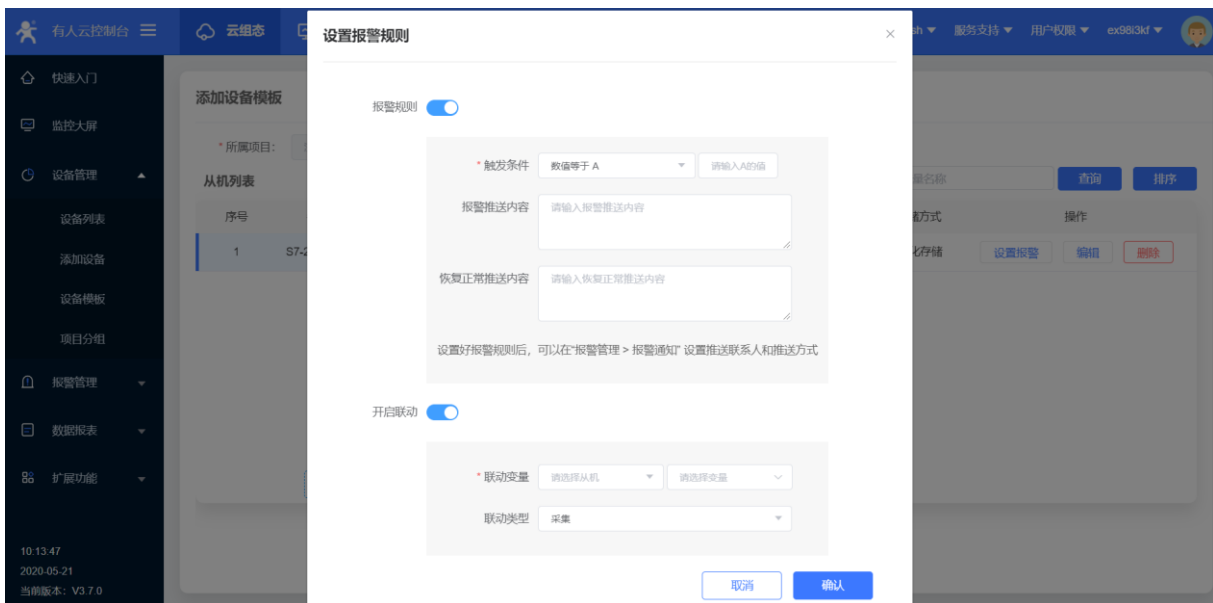 有人云控制台
云组态
sh
服务支持
用户权限
ex98i3kf
设置报警规则
快速入门
监控大屏
设备管理
设备列表
添加设备
设备模板
项目分组
报警管理
数据报表
扩展功能
10:13:47
2020-05-21
当前版本：V3.7.0
添加设备模板
*所属项目：
从机列表
序号
1 S7-2
报警规则
*触发条件 数值等于 A 请输入A的值
报警推送内容 请输入报警推送内容
恢复正常推送内容 请输入恢复正常推送内容
设置好报警规则后，可以在“报警管理 > 报警通知” 设置推送联系人和推送方式
开启联动
*联动变量 请选择从机 请选择变量
联动类型 采集
取消 确认
量名称 查询 排序
储方式 操作
化存储 设置报警 编辑 删除